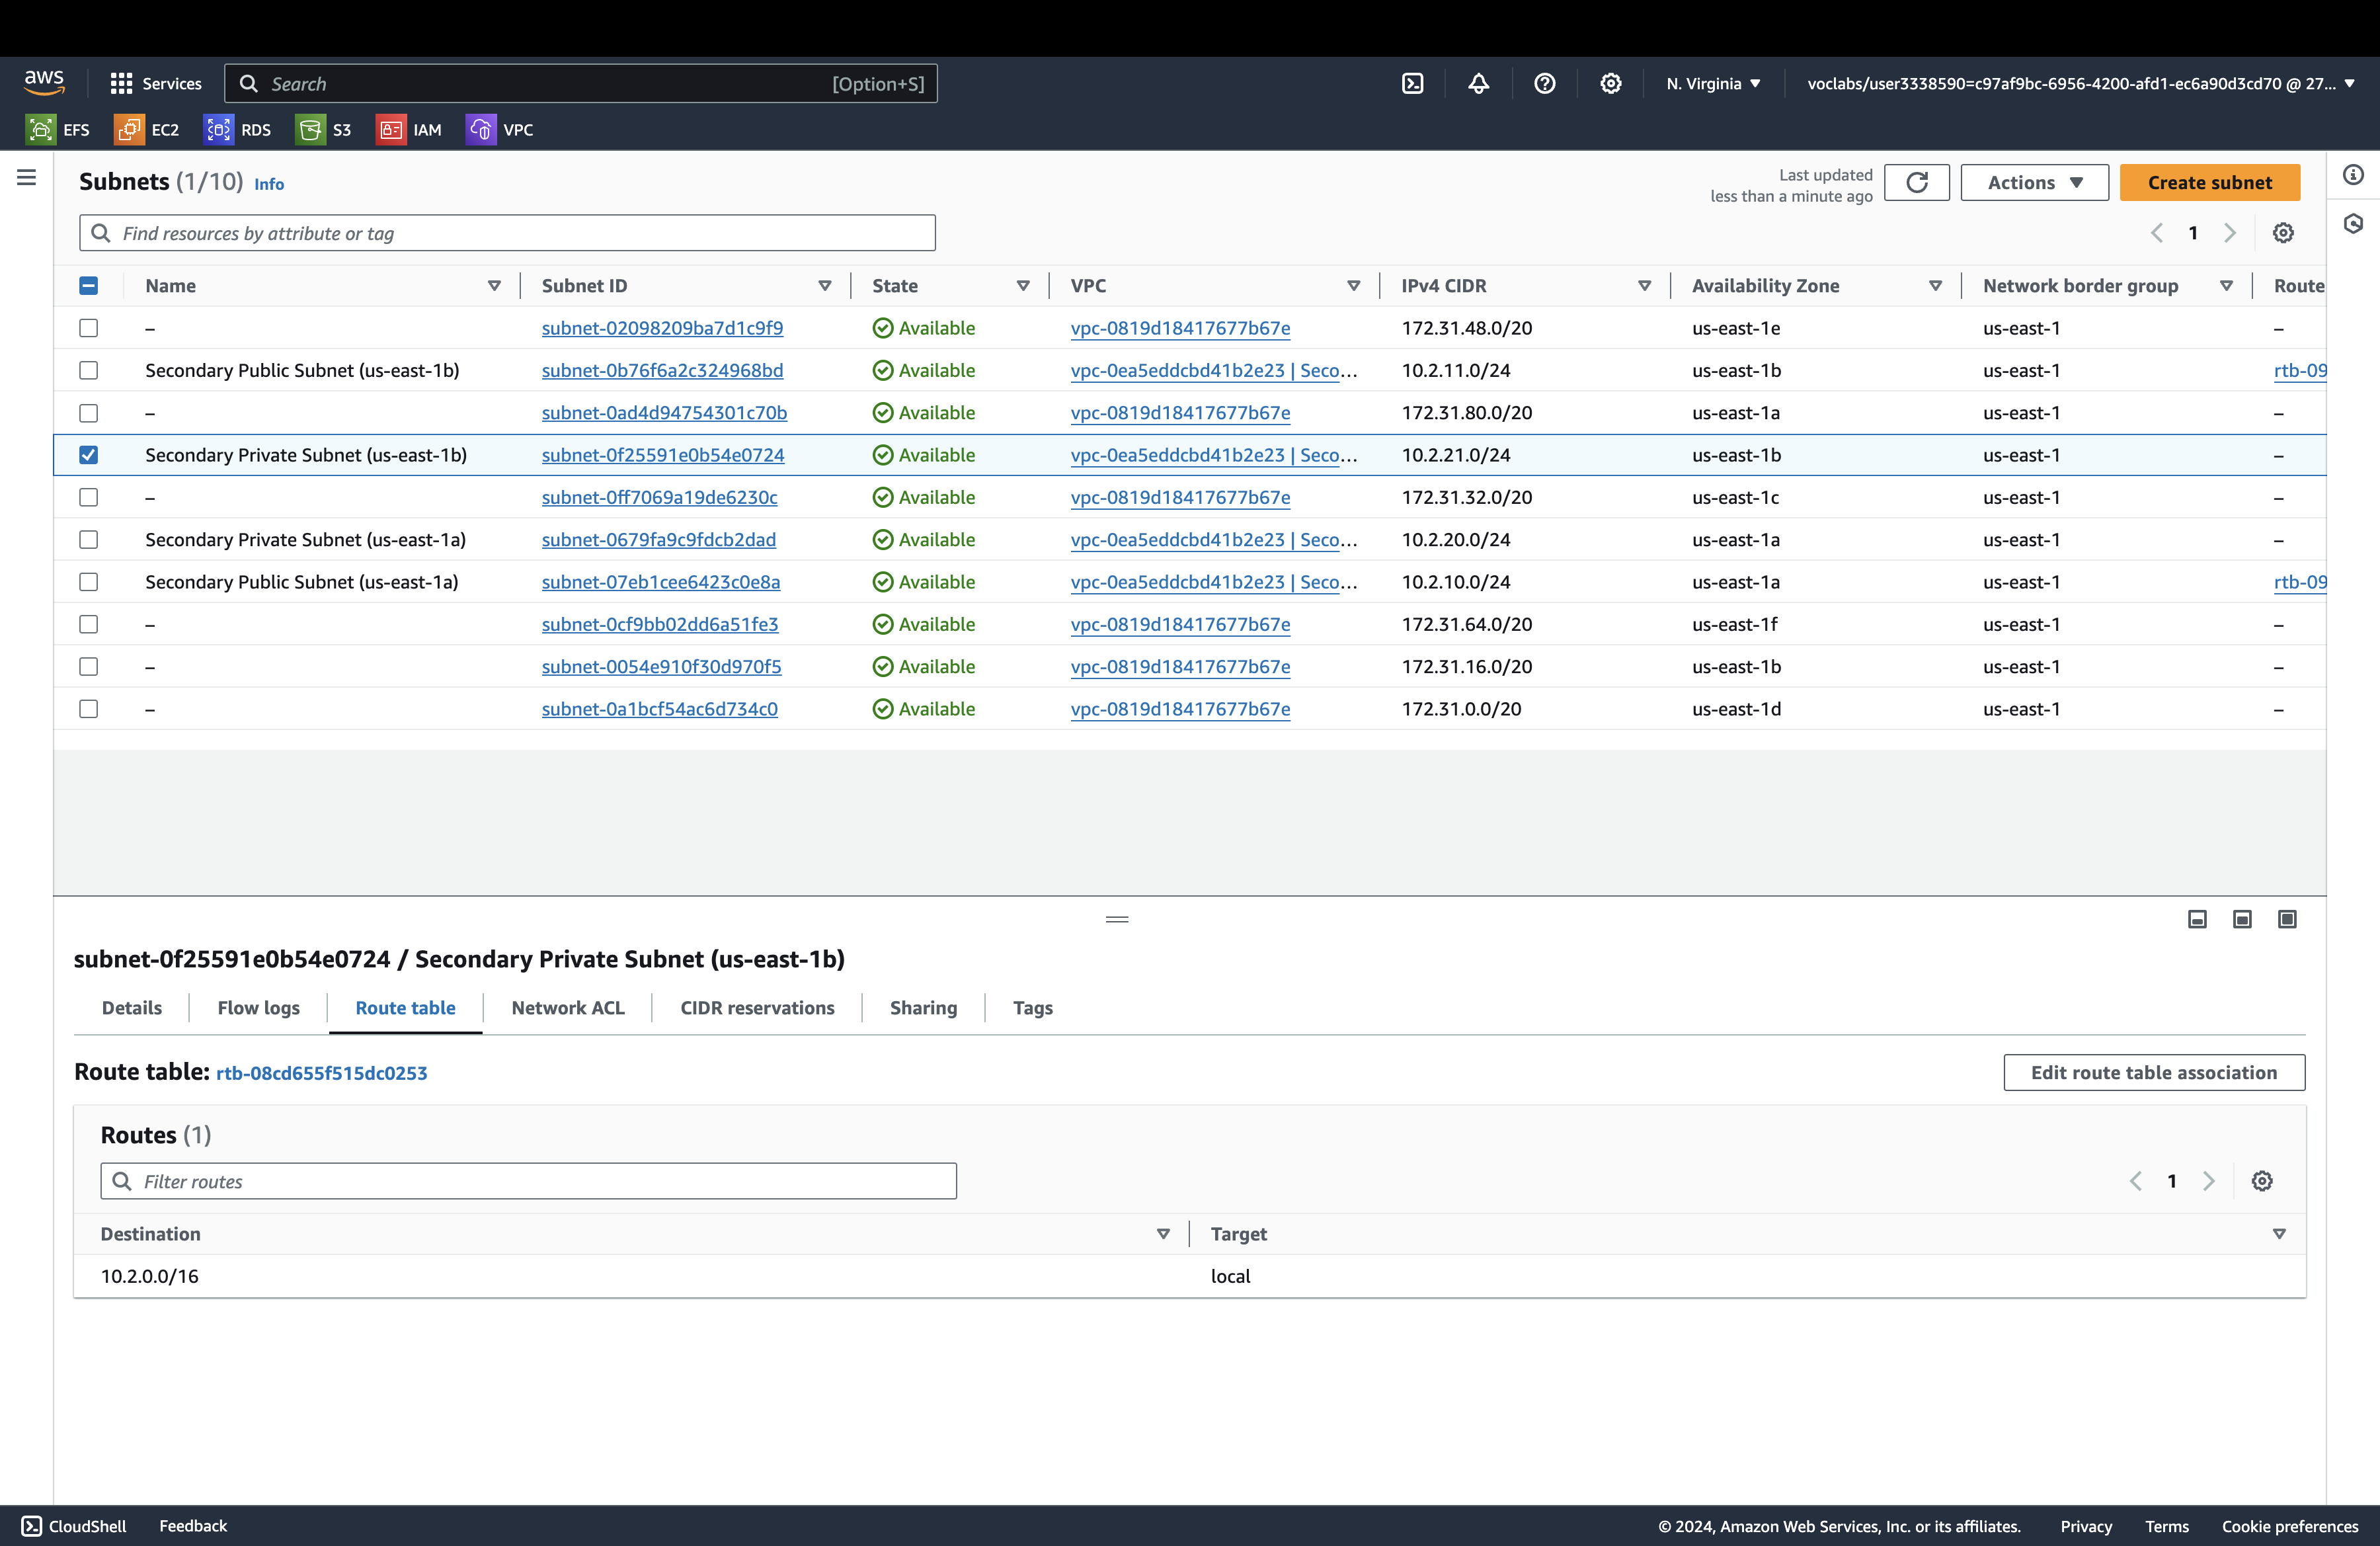 aws Services Search [Option+S] N. Virginia voclabs/user3338590=c97af9bc-6956-4200-afd1-ec6a90d3cd70 @ 27...
EFS EC2 RDS S3 IAM VPC
Subnets (1/10) Info Last updated less than a minute ago Actions Create subnet
Find resources by attribute or tag 1
Name Subnet ID State VPC IPv4 CIDR Availability Zone Network border group Route
– subnet-02098209ba7d1c9f9 Available vpc-0819d18417677b67e 172.31.48.0/20 us-east-1e us-east-1 –
Secondary Public Subnet (us-east-1b) subnet-0b76f6a2c324968bd Available vpc-0ea5eddcbd41b2e23 | Seco... 10.2.11.0/24 us-east-1b us-east-1 rtb-09
– subnet-0ad4d94754301c70b Available vpc-0819d18417677b67e 172.31.80.0/20 us-east-1a us-east-1 –
Secondary Private Subnet (us-east-1b) subnet-0f25591e0b54e0724 Available vpc-0ea5eddcbd41b2e23 | Seco... 10.2.21.0/24 us-east-1b us-east-1 –
– subnet-0ff7069a19de6230c Available vpc-0819d18417677b67e 172.31.32.0/20 us-east-1c us-east-1 –
Secondary Private Subnet (us-east-1a) subnet-0679fa9c9fdcb2dad Available vpc-0ea5eddcbd41b2e23 | Seco... 10.2.20.0/24 us-east-1a us-east-1 –
Secondary Public Subnet (us-east-1a) subnet-07eb1cee6423c0e8a Available vpc-0ea5eddcbd41b2e23 | Seco... 10.2.10.0/24 us-east-1a us-east-1 rtb-09
– subnet-0cf9bb02dd6a51fe3 Available vpc-0819d18417677b67e 172.31.64.0/20 us-east-1f us-east-1 –
– subnet-0054e910f30d970f5 Available vpc-0819d18417677b67e 172.31.16.0/20 us-east-1b us-east-1 –
– subnet-0a1bcf54ac6d734c0 Available vpc-0819d18417677b67e 172.31.0.0/20 us-east-1d us-east-1 –
subnet-0f25591e0b54e0724 / Secondary Private Subnet (us-east-1b)
Details Flow logs Route table Network ACL CIDR reservations Sharing Tags
Route table: rtb-08cd655f515dc0253 Edit route table association
Routes (1)
Filter routes 1
Destination Target
10.2.0.0/16 local
CloudShell Feedback © 2024, Amazon Web Services, Inc. or its affiliates. Privacy Terms Cookie preferences